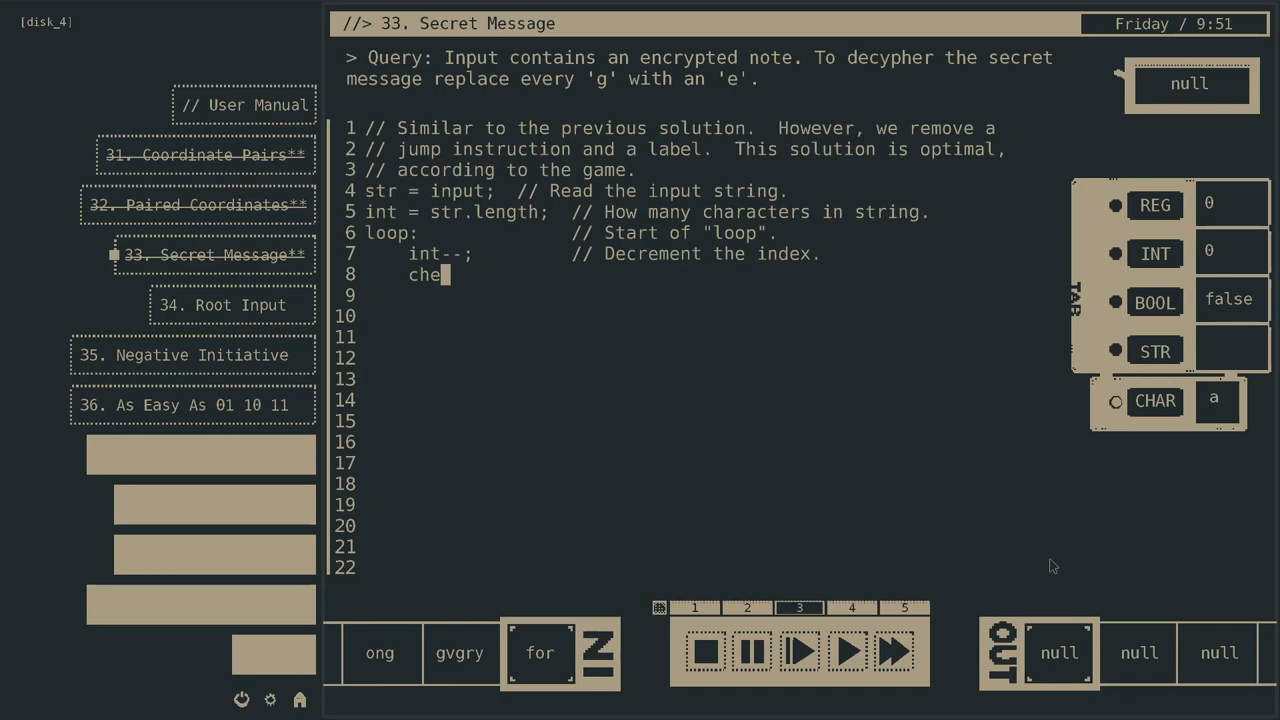 [disk_4]
//> 33. Secret Message
Friday / 9:51
> Query: Input contains an encrypted note. To decypher the secret
message replace every 'g' with an 'e'.
null
// User Manual
31. Coordinate Pairs**
32. Paired Coordinates**
33. Secret Message**
34. Root Input
35. Negative Initiative
36. As Easy As 01 10 11
1 // Similar to the previous solution.  However, we remove a
2 // jump instruction and a label.  This solution is optimal,
3 // according to the game.
4 str = input;  // Read the input string.
5 int = str.length;  // How many characters in string.
6 loop:              // Start of "loop".
7     int--;         // Decrement the index.
8     che
9
10
11
12
13
14
15
16
17
18
19
20
21
22
REG 0
INT 0
BOOL false
STR
CHAR a
1 2 3 4 5
ong gvgry for IN
OUT null null null